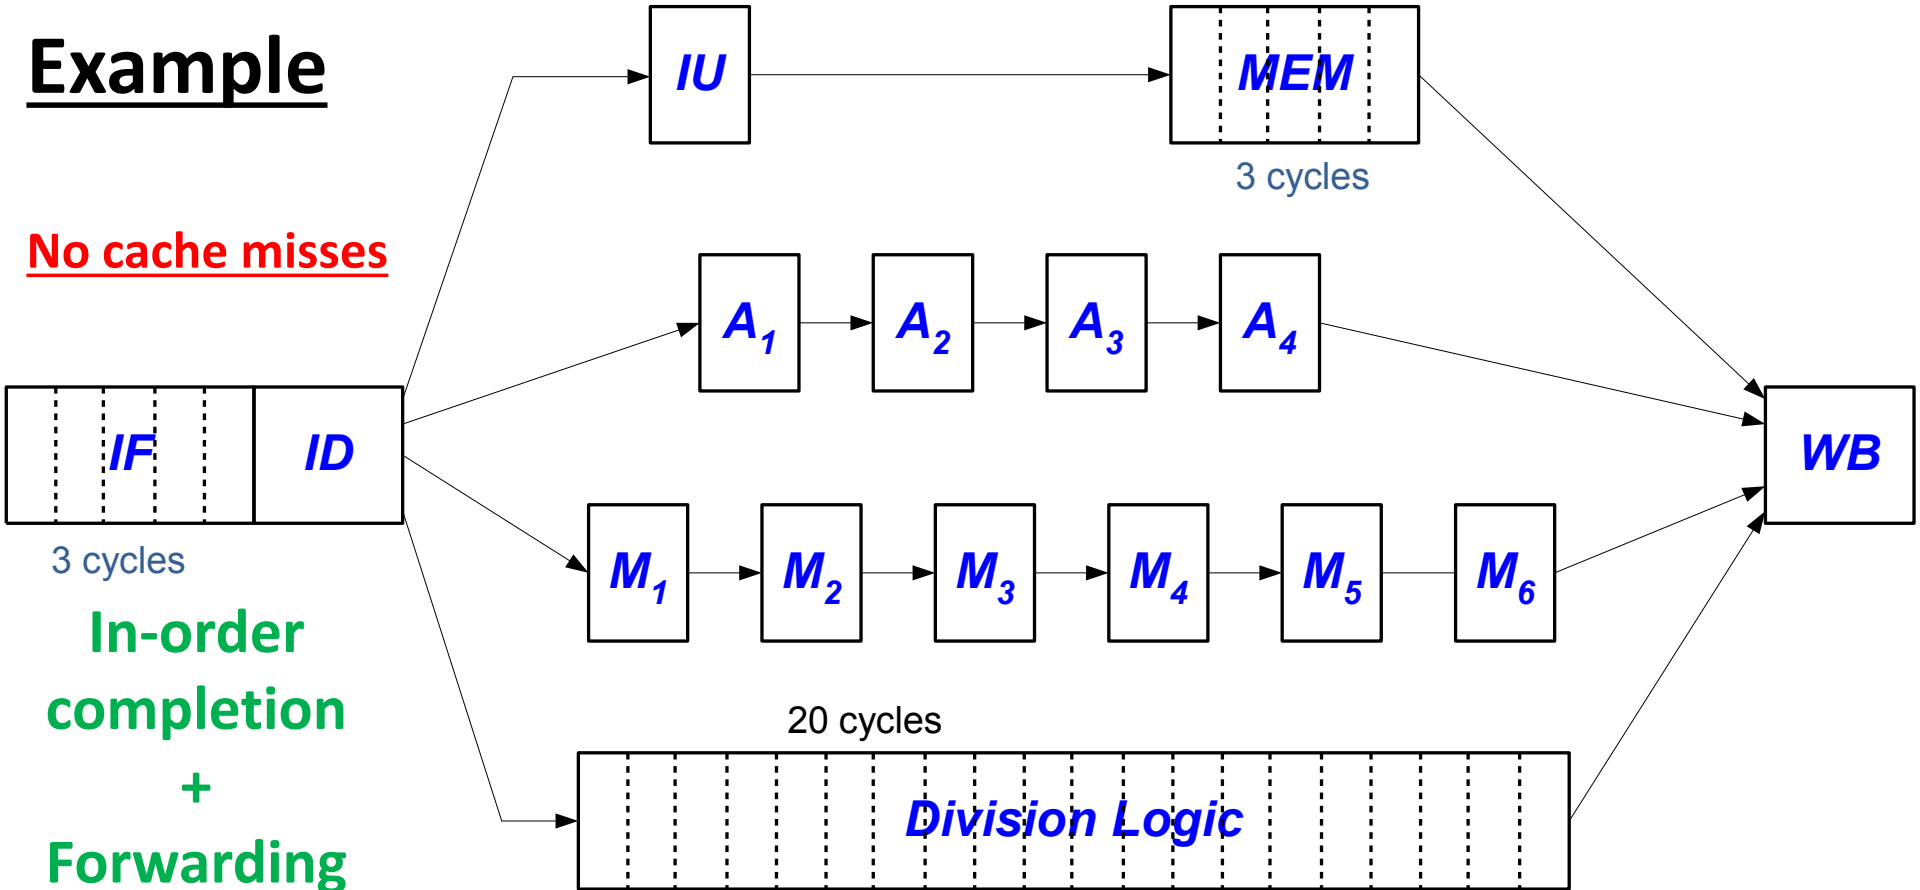 Example
No cache misses
IU
MEM
3 cycles
A1
A2
A3
A4
IF
ID
3 cycles
WB
M1
M2
M3
M4
M5
M6
In-order
completion
+
Forwarding
20 cycles
Division Logic